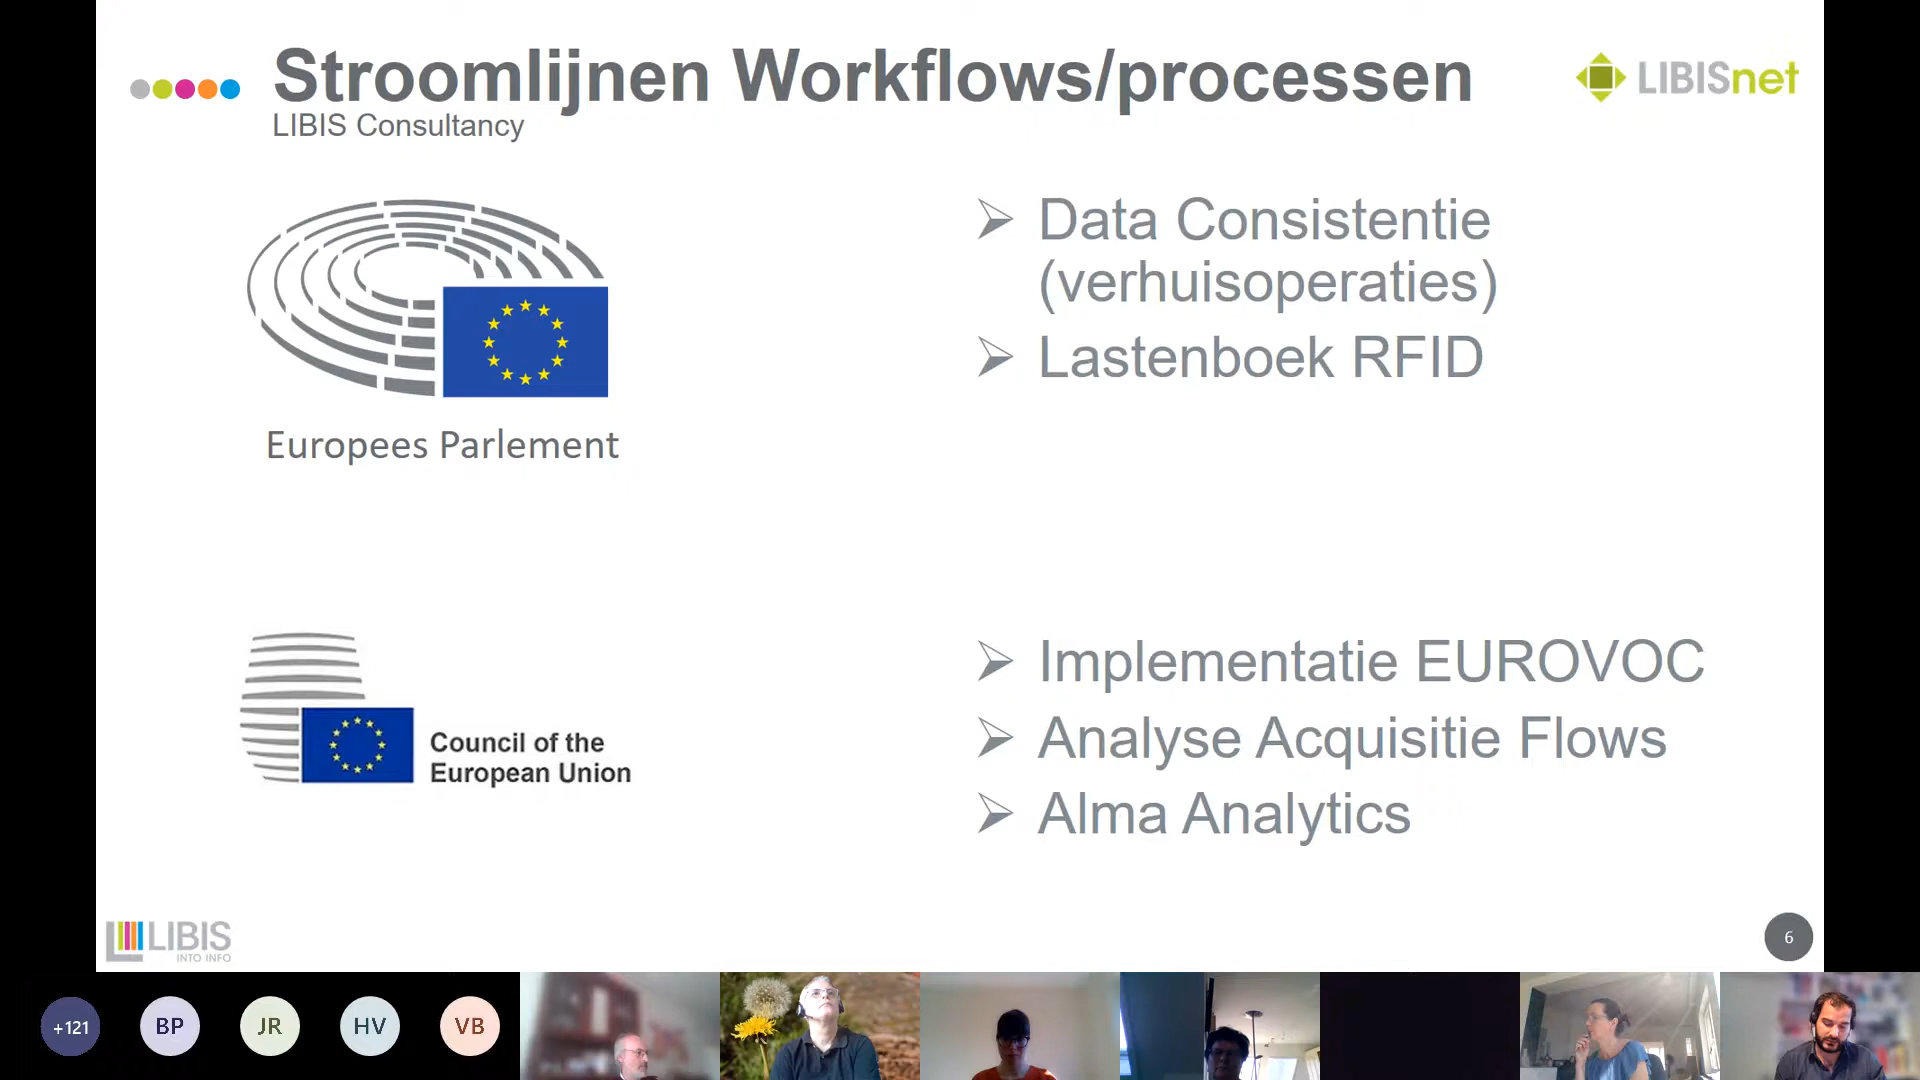 Stroomlijnen Workflows/processen
LIBIS Consultancy
LIBISnet
Europees Parlement
Data Consistentie
(verhuisoperaties)
Lastenboek RFID
Council of the
European Union
Implementatie EUROVOC
Analyse Acquisitie Flows
Alma Analytics
LIBIS
INTO INFO
6
+121
BP
JR
HV
VB